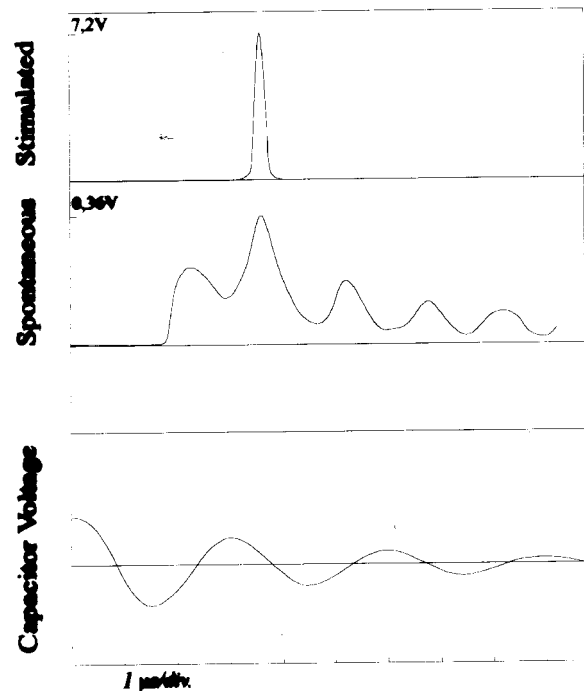 Stimulated
7,2V
Spontaneous
0,36V
Capacitor Voltage
1 µs/div.